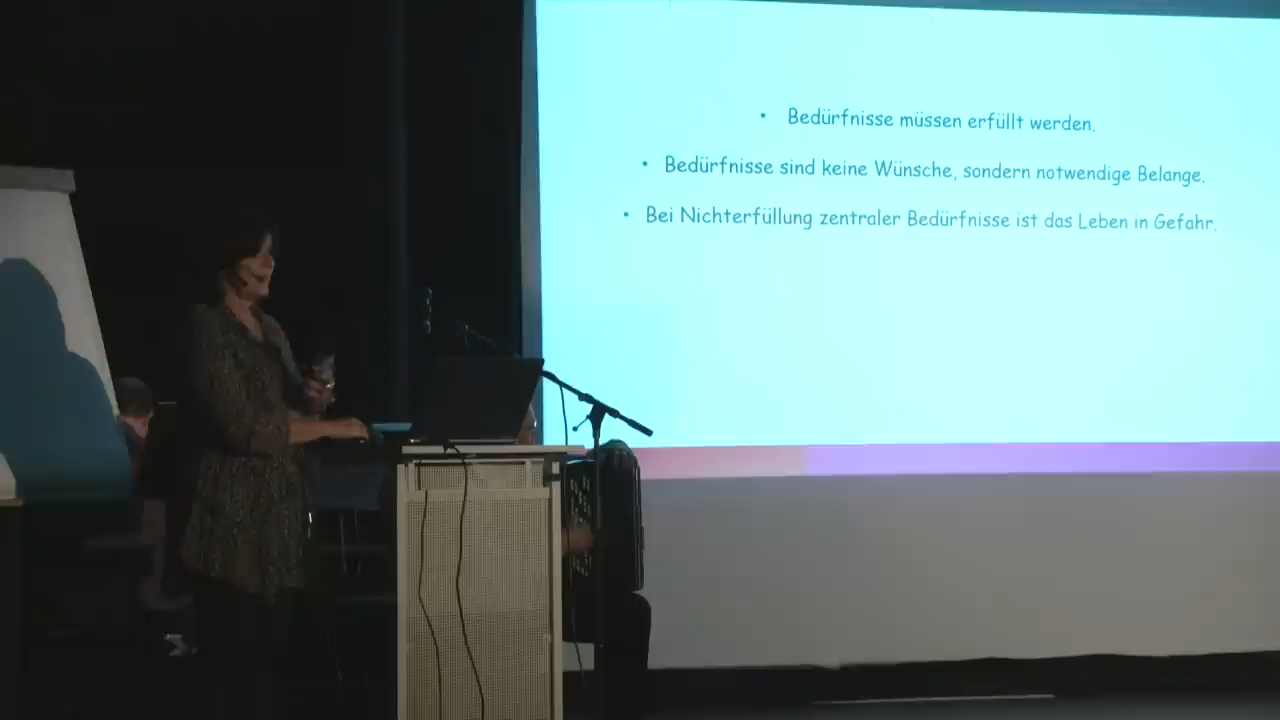 • Bedürfnisse müssen erfüllt werden.
• Bedürfnisse sind keine Wünsche, sondern notwendige Belange.
• Bei Nichterfüllung zentraler Bedürfnisse ist das Leben in Gefahr.